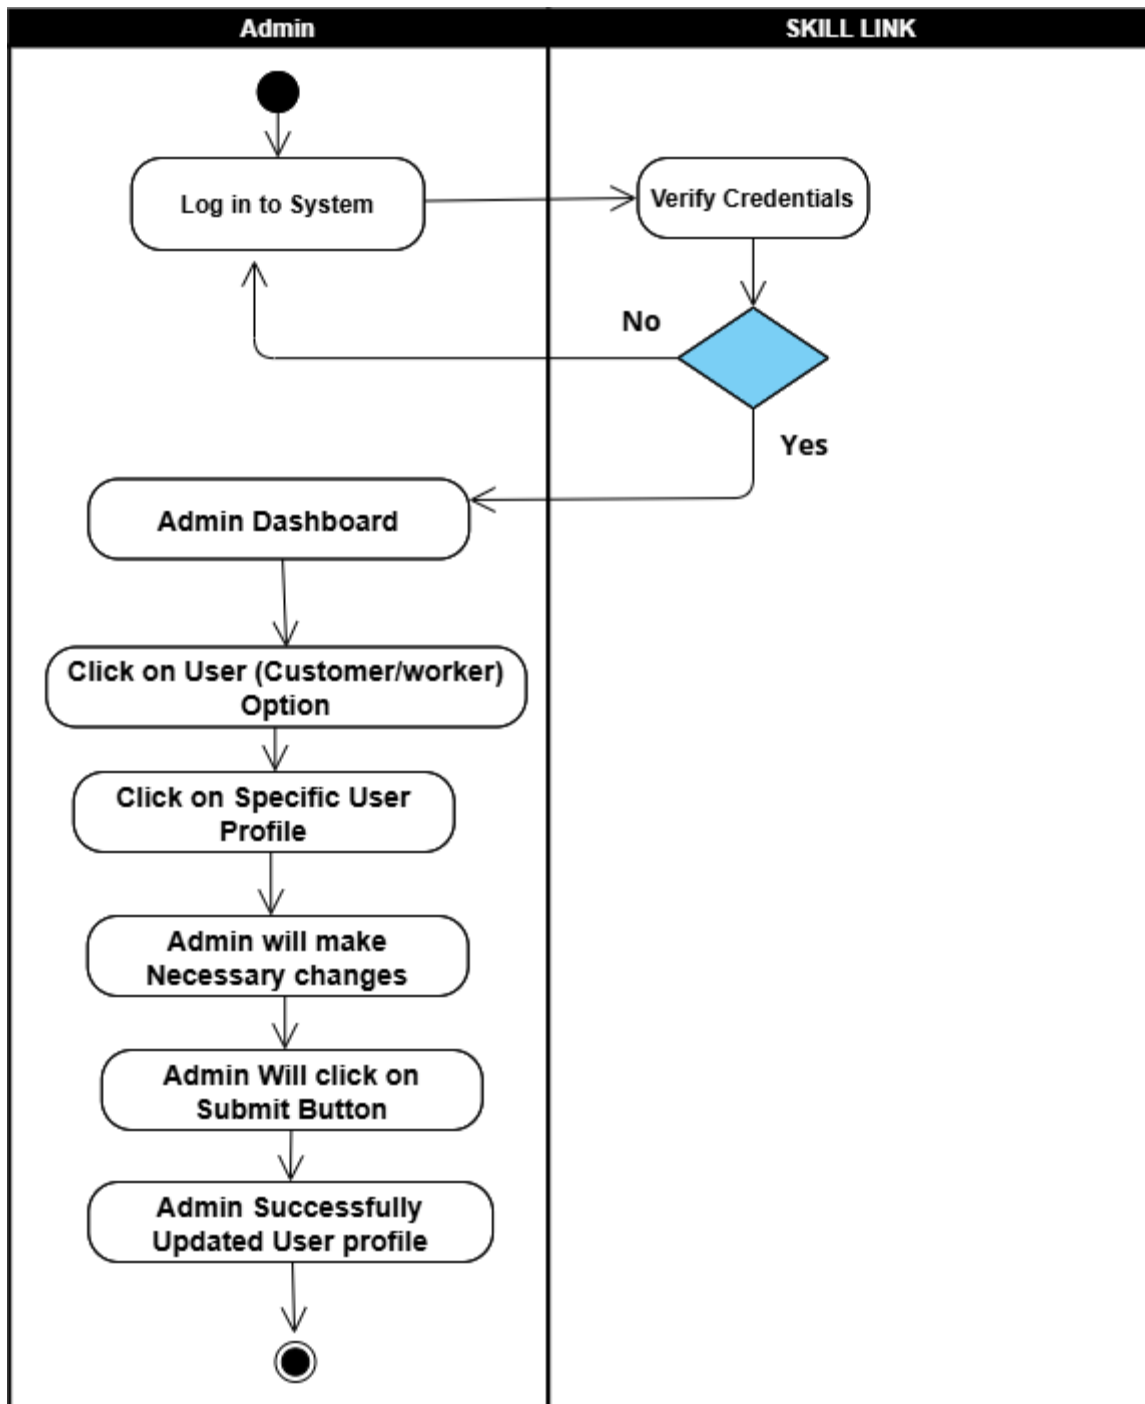 Admin
SKILL LINK
Log in to System
Verify Credentials
No
Yes
Admin Dashboard
Click on User (Customer/worker)
Option
Click on Specific User
Profile
Admin will make
Necessary changes
Admin Will click on
Submit Button
Admin Successfully
Updated User profile